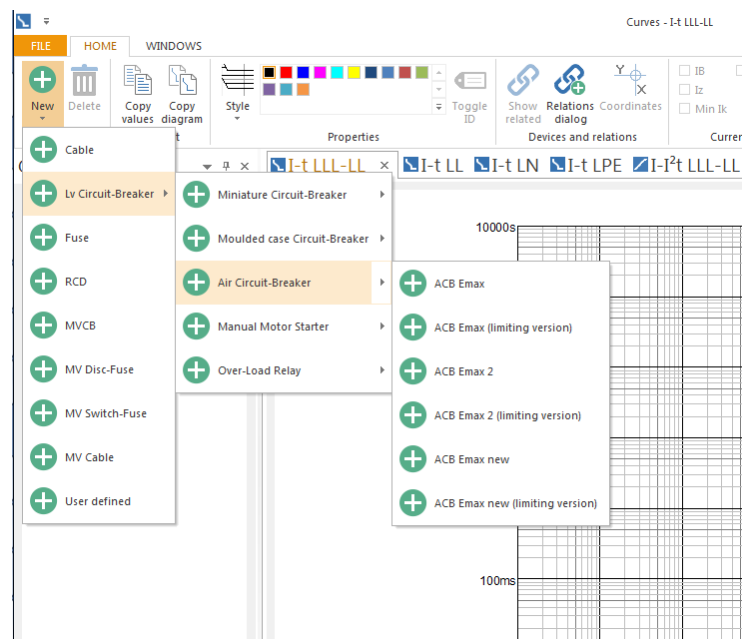 Curves - I-t LLL-LL
FILE HOME WINDOWS
New Delete Copy values Copy diagram Style Toggle ID Show related Relations dialog Coordinates
IB
Iz
Min Ik
t Properties Devices and relations Curren
I-t LLL-LL I-t LL I-t LN I-t LPE I-I²t LLL-LL
Cable
Lv Circuit-Breaker
Fuse
RCD
MVCB
MV Disc-Fuse
MV Switch-Fuse
MV Cable
User defined
Miniature Circuit-Breaker
Moulded case Circuit-Breaker
Air Circuit-Breaker
Manual Motor Starter
Over-Load Relay
ACB Emax
ACB Emax (limiting version)
ACB Emax 2
ACB Emax 2 (limiting version)
ACB Emax new
ACB Emax new (limiting version)
10000s
100ms